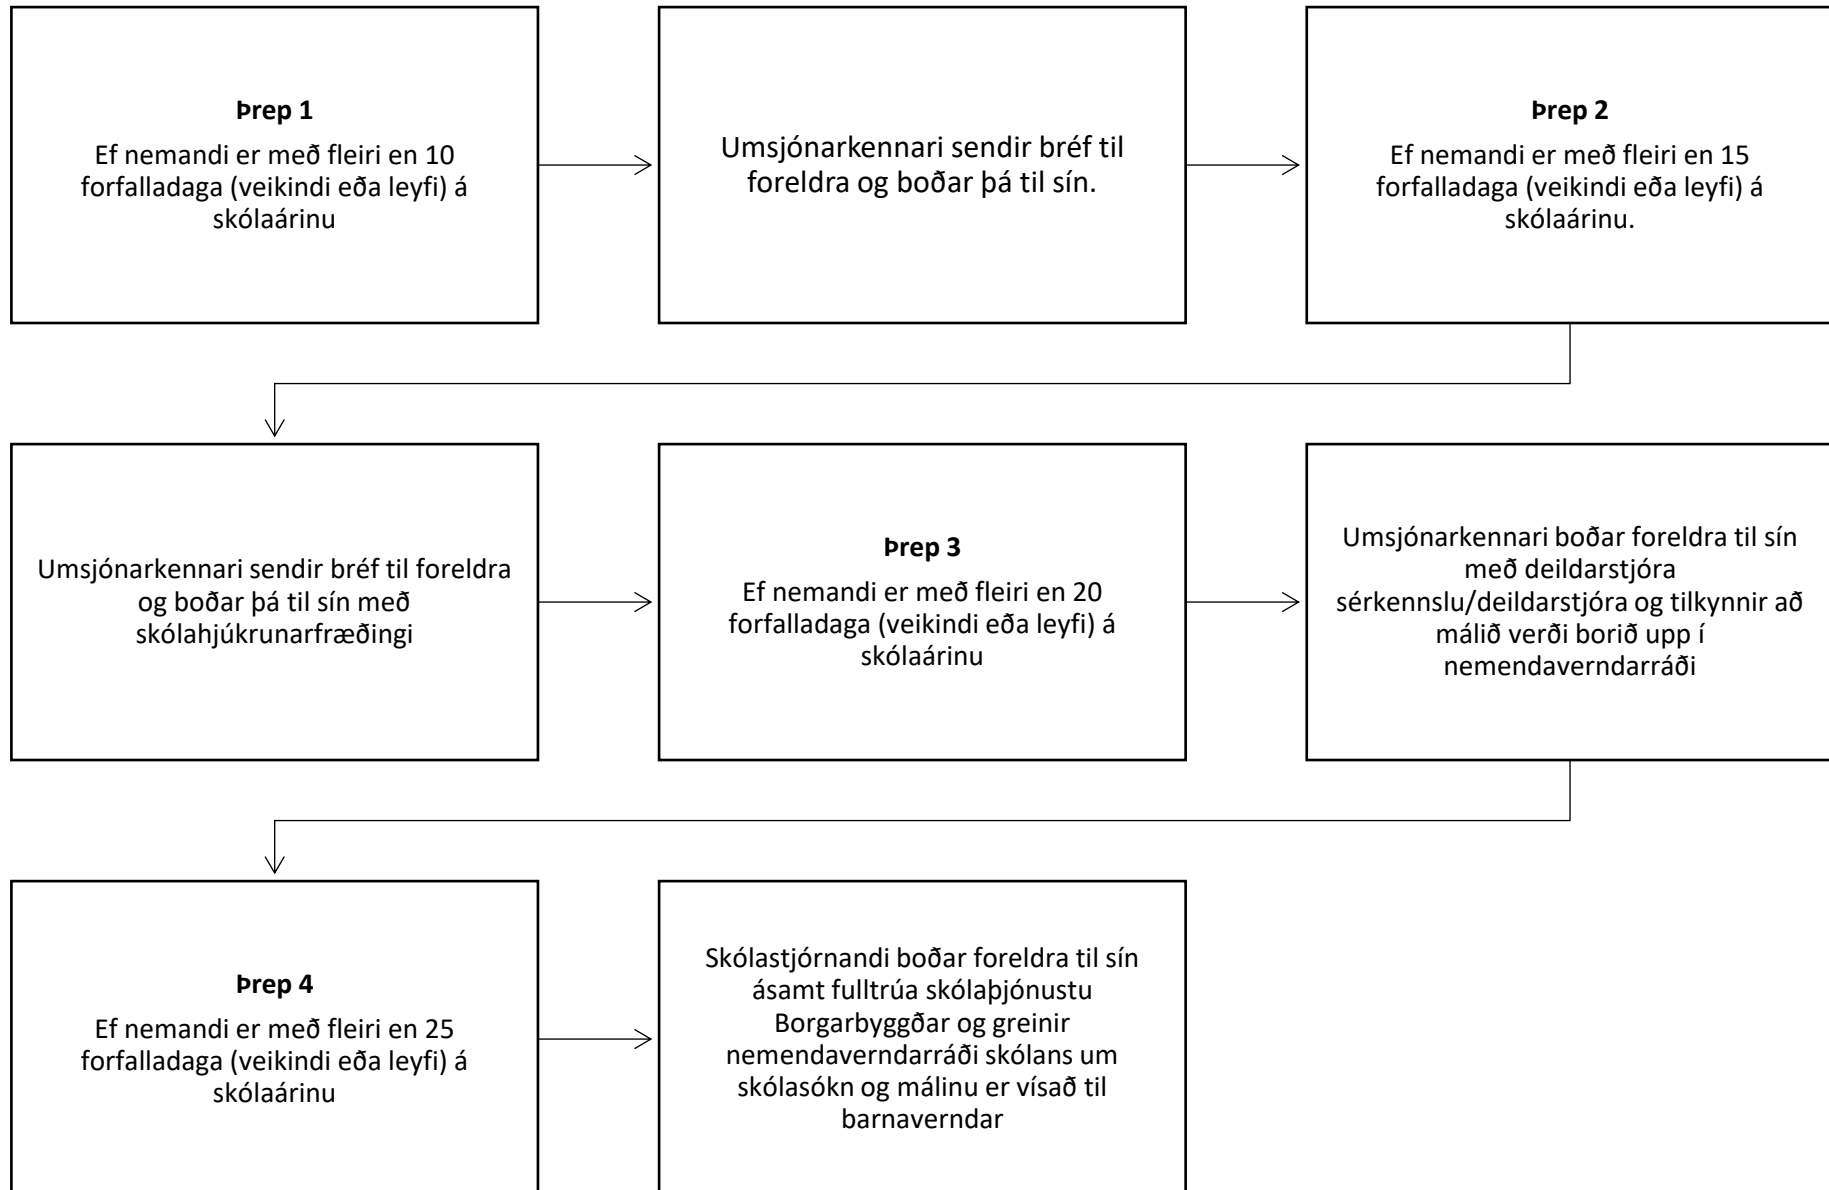 Þrep 1
Ef nemandi er með fleiri en 10
forfalladaga (veikindi eða leyfi) á
skólaárinu
Umsjónarkennari sendir bréf til
foreldra og boðar þá til sín.
Þrep 2
Ef nemandi er með fleiri en 15
forfalladaga (veikindi eða leyfi) á
skólaárinu.
Umsjónarkennari sendir bréf til foreldra
og boðar þá til sín með
skólahjúkrunarfræðingi
Þrep 3
Ef nemandi er með fleiri en 20
forfalladaga (veikindi eða leyfi) á
skólaárinu
Umsjónarkennari boðar foreldra til sín
með deildarstjóra
sérkennslu/deildarstjóra og tilkynnir að
málið verði borið upp í
nemendaverndarráði
Þrep 4
Ef nemandi er með fleiri en 25
forfalladaga (veikindi eða leyfi) á
skólaárinu
Skólastjórnandi boðar foreldra til sín
ásamt fulltrúa skólaþjónustu
Borgarbyggðar og greinir
nemendaverndarráði skólans um
skólasókn og málinu er vísað til
barnaverndar